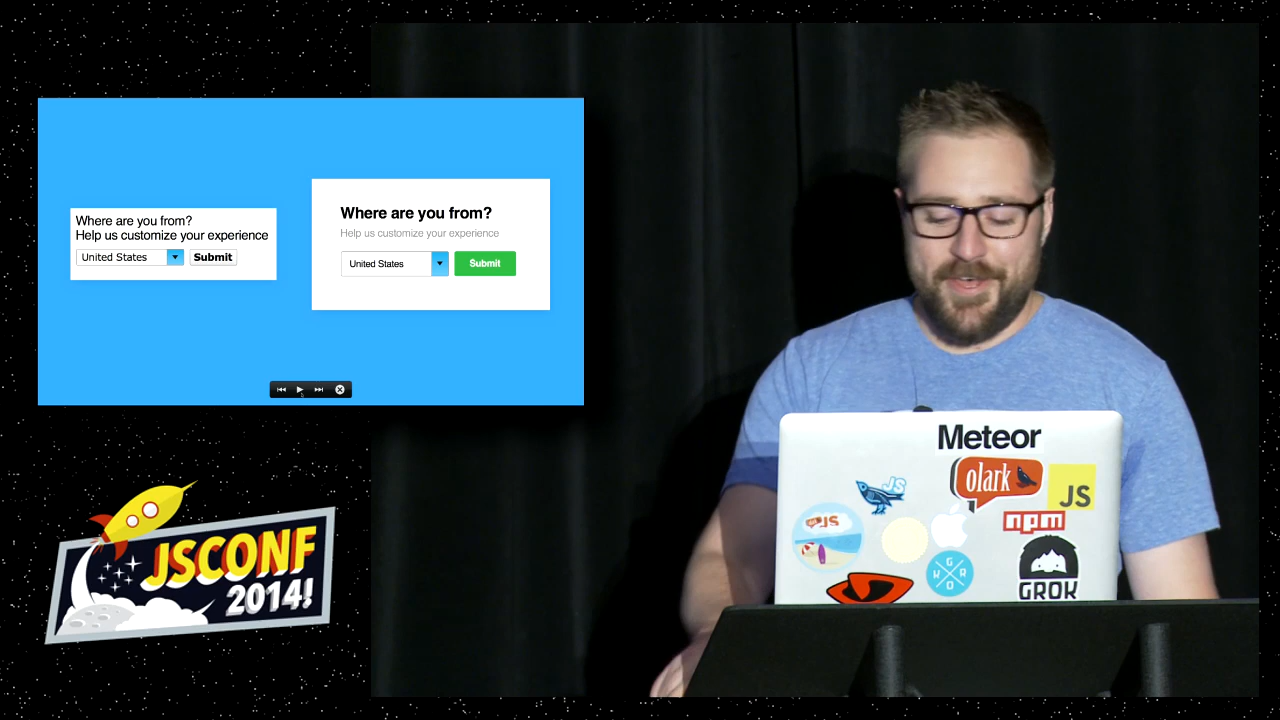 Where are you from?
Help us customize your experience
United States
Submit
Where are you from?
Help us customize your experience
United States
Submit
JSCONF
2014!
Meteor
JS
olark
JS
npm
JS
G
K R
O
GROK